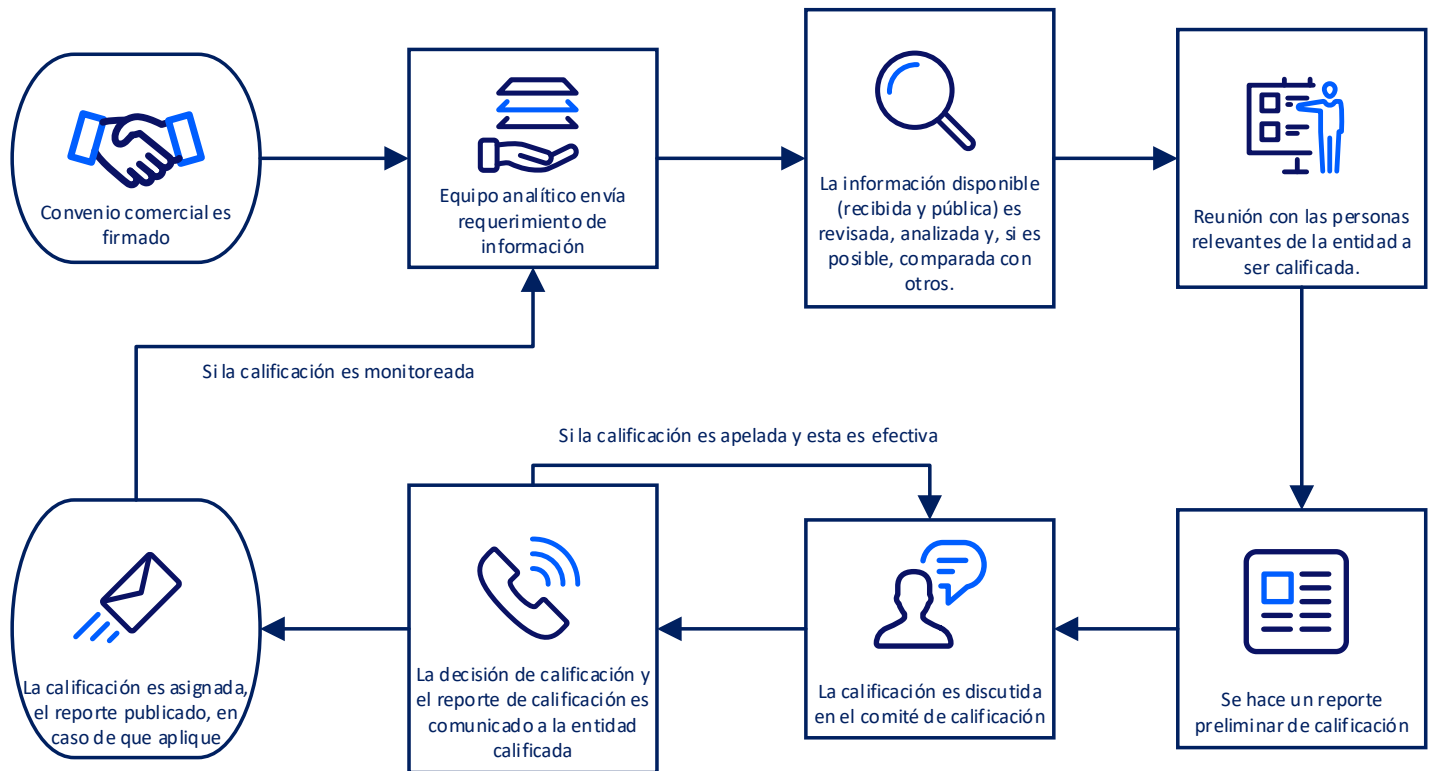 Convenio comercial es
firmado
Equipo analítico envía
requerimiento de
información
La información disponible
(recibida y pública) es
revisada, analizada y, si es
posible, comparada con
otros.
Reunión con las personas
relevantes de la entidad a
ser calificada.
Si la calificación es monitoreada
Si la calificación es apelada y esta es efectiva
La calificación es asignada,
el reporte publicado, en
caso de que aplique
La decisión de calificación y
el reporte de calificación es
comunicado a la entidad
calificada
La calificación es discutida
en el comité de calificación
Se hace un reporte
preliminar de calificación